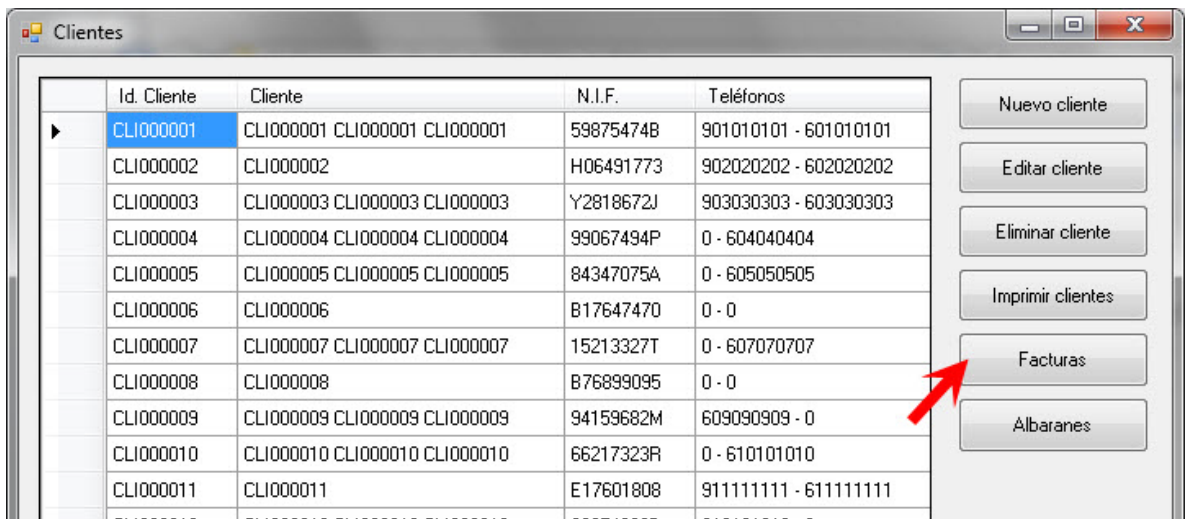 Clientes
Id. Cliente Cliente N.I.F. Teléfonos
CLI000001 CLI000001 CLI000001 CLI000001 59875474B 901010101 - 601010101
CLI000002 CLI000002 H06491773 902020202 - 602020202
CLI000003 CLI000003 CLI000003 CLI000003 Y2818672J 903030303 - 603030303
CLI000004 CLI000004 CLI000004 CLI000004 99067494P 0 - 604040404
CLI000005 CLI000005 CLI000005 CLI000005 84347075A 0 - 605050505
CLI000006 CLI000006 B17647470 0 - 0
CLI000007 CLI000007 CLI000007 CLI000007 15213327T 0 - 607070707
CLI000008 CLI000008 B76899095 0 - 0
CLI000009 CLI000009 CLI000009 CLI000009 94159682M 609090909 - 0
CLI000010 CLI000010 CLI000010 CLI000010 66217323R 0 - 610101010
CLI000011 CLI000011 E17601808 911111111 - 611111111
Nuevo cliente
Editar cliente
Eliminar cliente
Imprimir clientes
Facturas
Albaranes